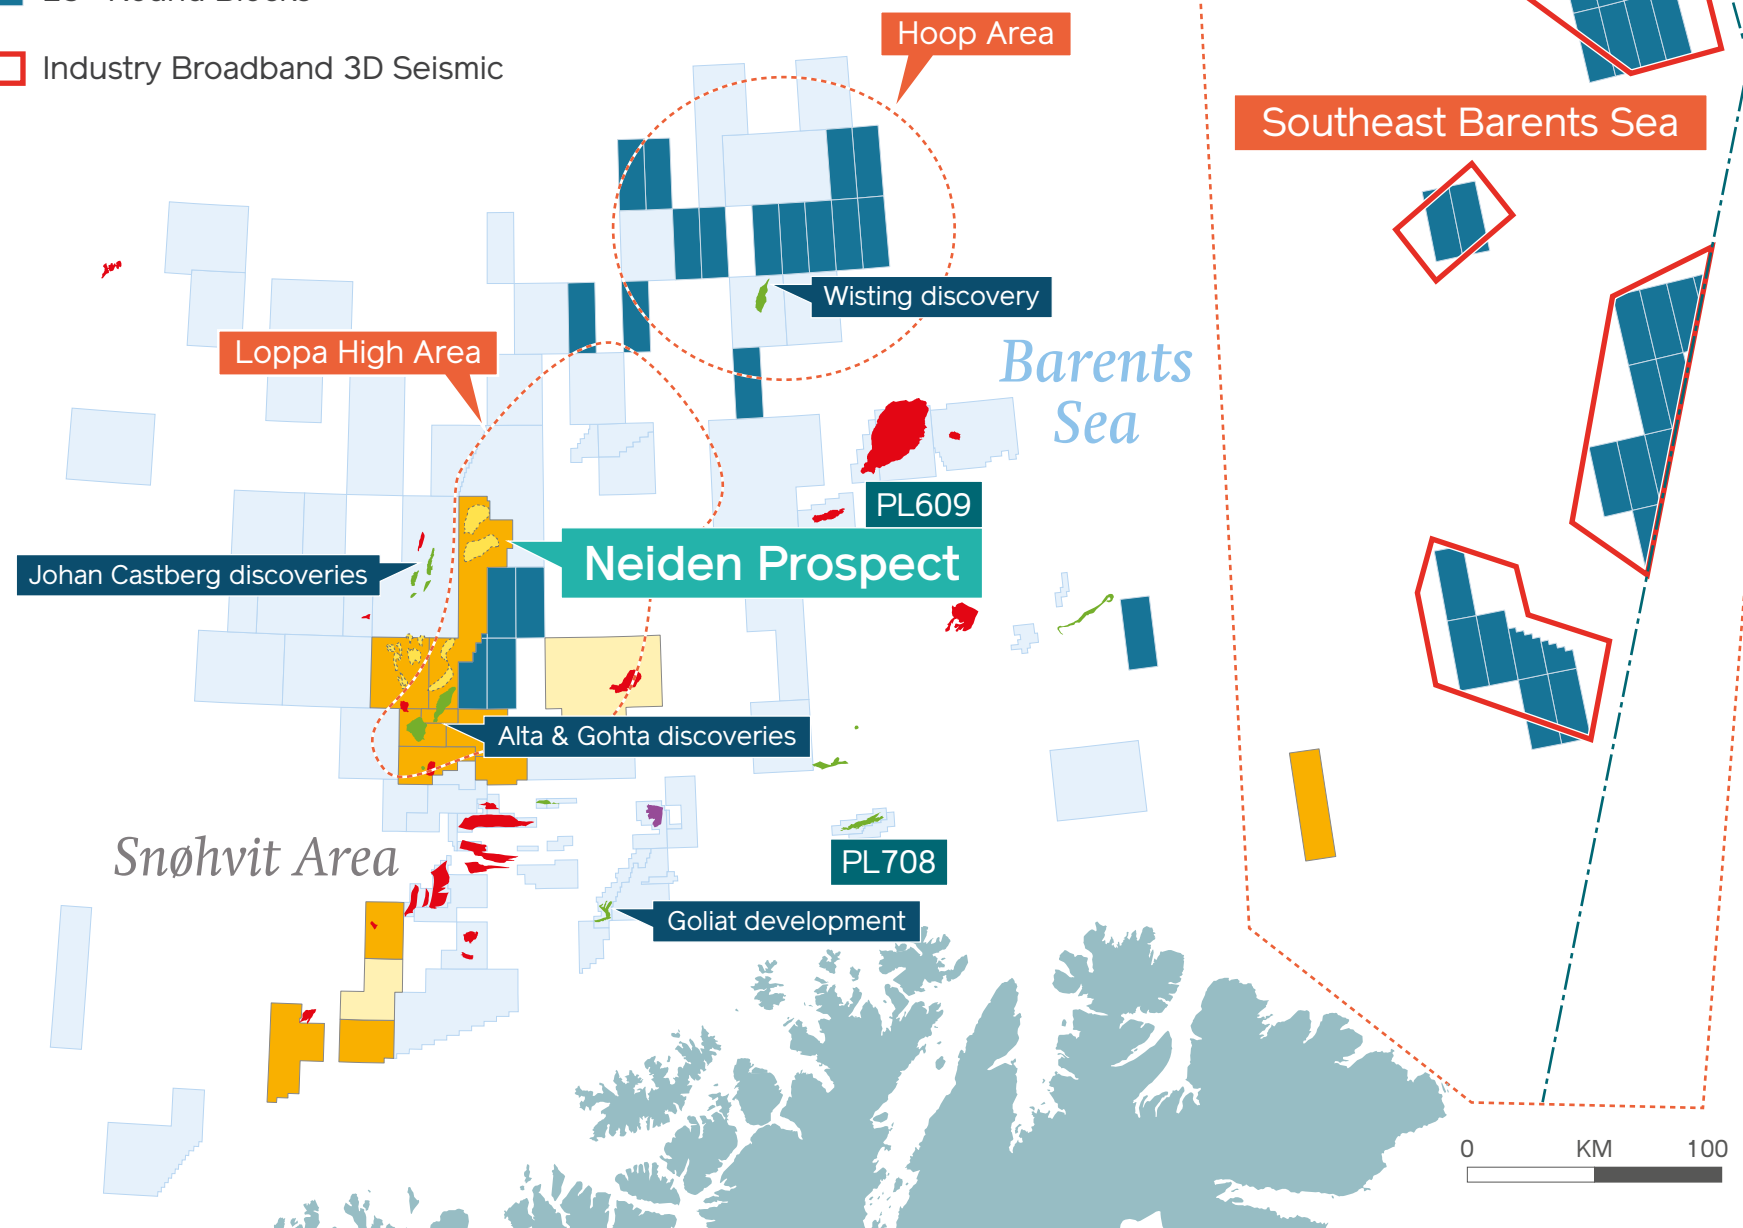 Industry Broadband 3D Seismic
Hoop Area
Southeast Barents Sea
Wisting discovery
Loppa High Area
Barents
Sea
PL609
Neiden Prospect
Johan Castberg discoveries
Alta & Gohta discoveries
Snøhvit Area
PL708
Goliat development
0 KM 100